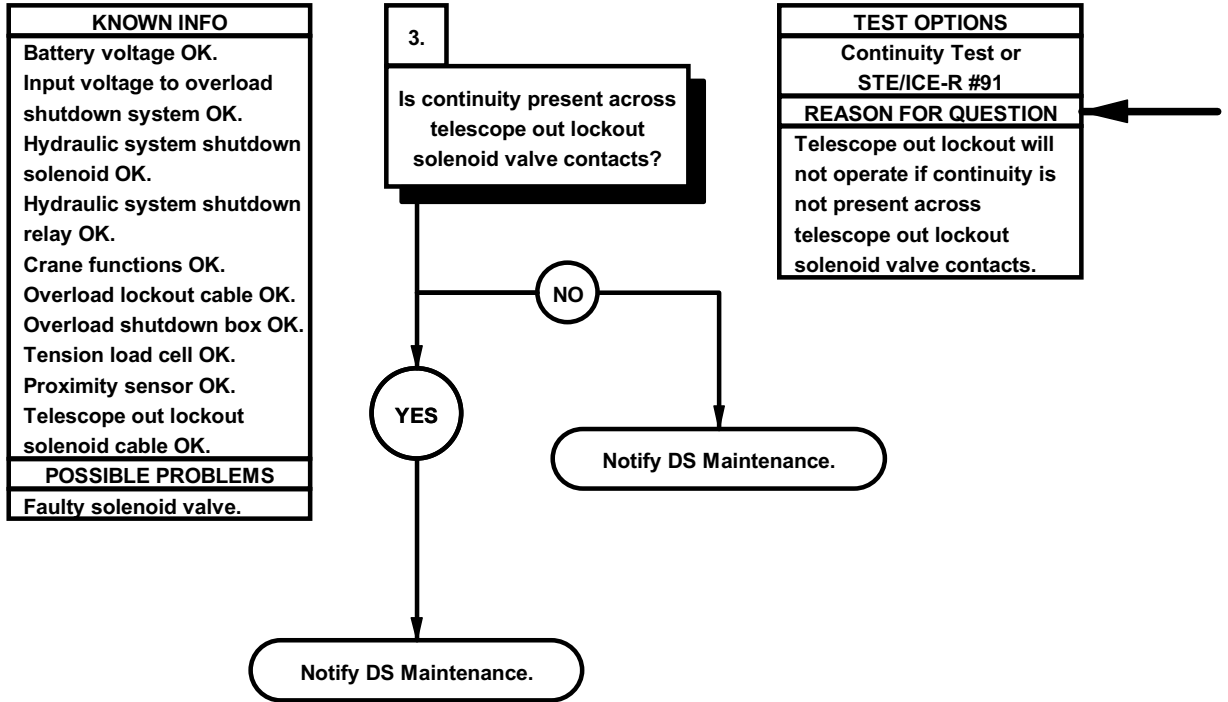 KNOWN INFO
Battery voltage OK.
Input voltage to overload
shutdown system OK.
Hydraulic system shutdown
solenoid OK.
Hydraulic system shutdown
relay OK.
Crane functions OK.
Overload lockout cable OK.
Overload shutdown box OK.
Tension load cell OK.
Proximity sensor OK.
Telescope out lockout
solenoid cable OK.
POSSIBLE PROBLEMS
Faulty solenoid valve.
3.
Is continuity present across
telescope out lockout
solenoid valve contacts?
NO
YES
Notify DS Maintenance.
Notify DS Maintenance.
TEST OPTIONS
Continuity Test or
STE/ICE-R #91
REASON FOR QUESTION
Telescope out lockout will
not operate if continuity is
not present across
telescope out lockout
solenoid valve contacts.